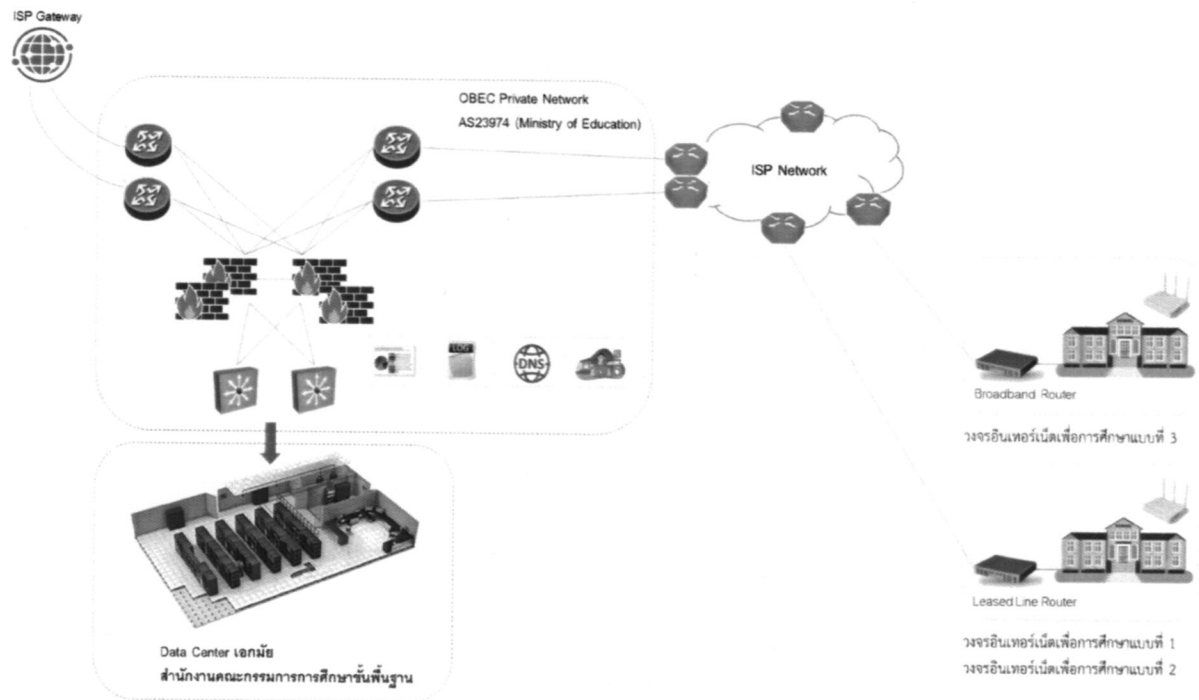 ISP Gateway
OBEC Private Network
AS23974 (Ministry of Education)
ISP Network
LOG
DNS
Broadband Router
วงจรอินเทอร์เน็ตเพื่อการศึกษาแบบที่ 3
Data Center เอกมัย
สำนักงานคณะกรรมการการศึกษาขั้นพื้นฐาน
Leased Line Router
วงจรอินเทอร์เน็ตเพื่อการศึกษาแบบที่ 1
วงจรอินเทอร์เน็ตเพื่อการศึกษาแบบที่ 2